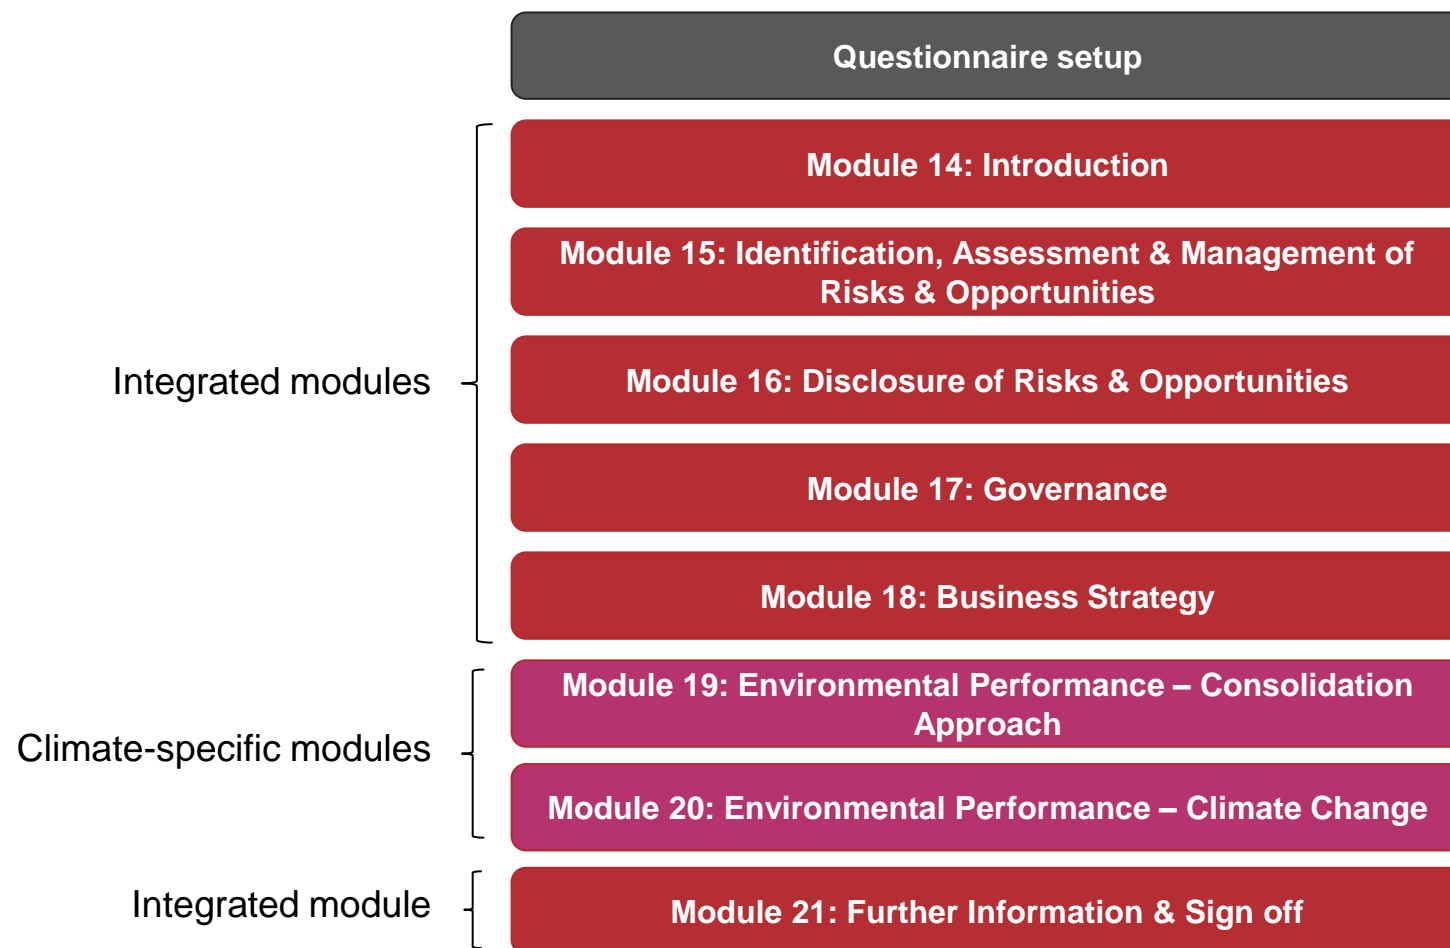 Questionnaire setup
Module 14: Introduction
Module 15: Identification, Assessment & Management of
Risks & Opportunities
Integrated modules
Module 16: Disclosure of Risks & Opportunities
Module 17: Governance
Module 18: Business Strategy
Module 19: Environmental Performance – Consolidation
Approach
Climate-specific modules
Module 20: Environmental Performance – Climate Change
Integrated module
Module 21: Further Information & Sign off